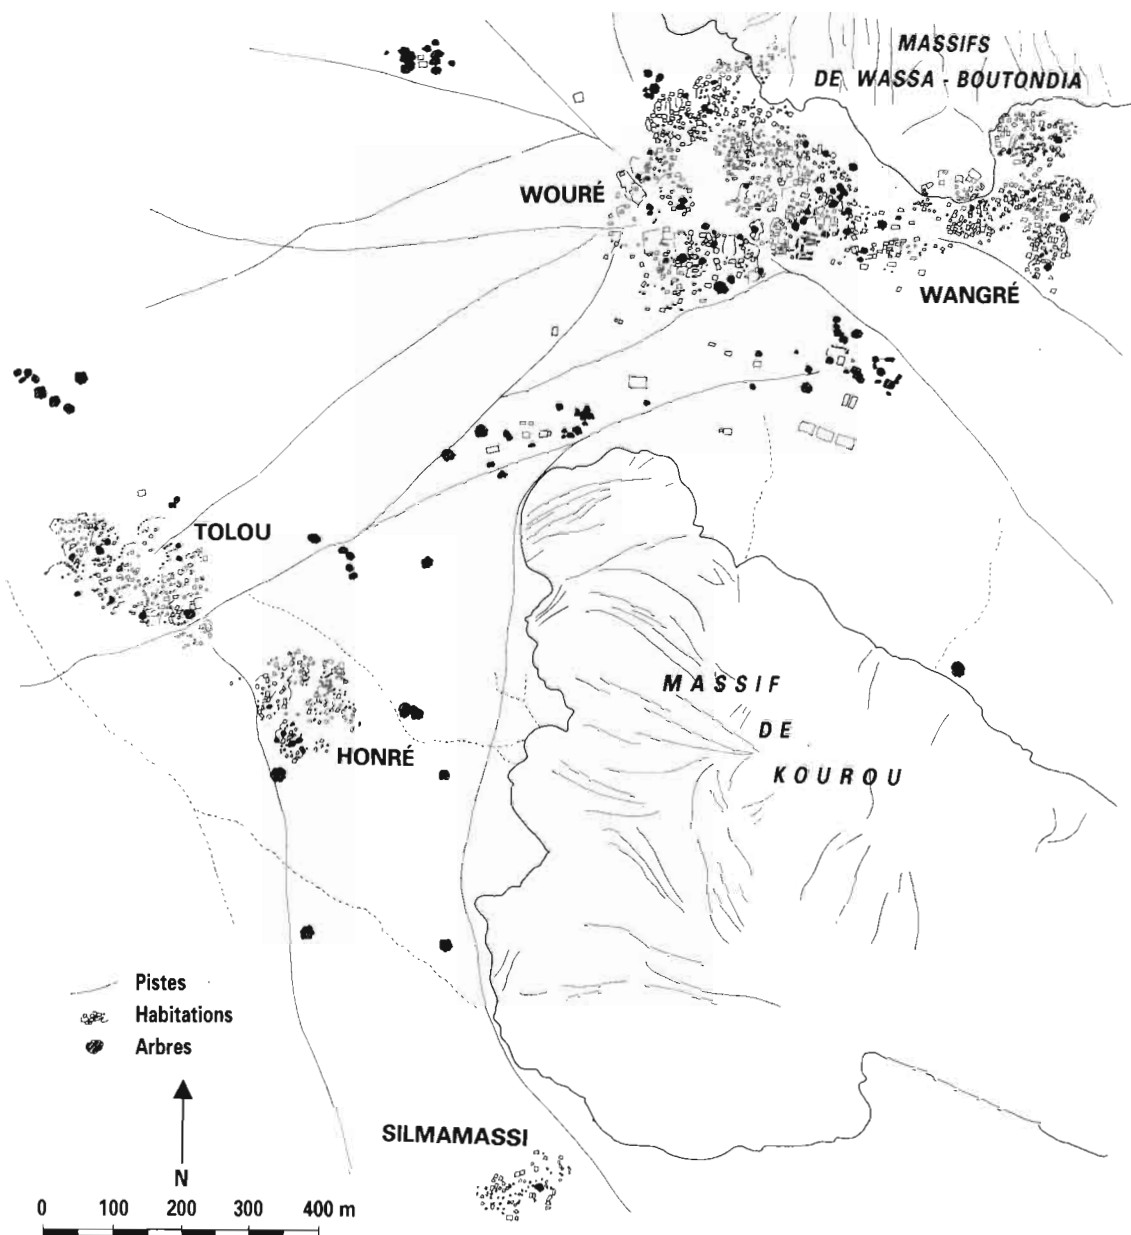 MASSIFS
DE WASSA - BOUTONDIA
WOURÉ
WANGRÉ
TOLOU
MASSIF
DE
KOUROU
HONRÉ
Pistes
Habitations
Arbres
SILMAMASSI
N
0 100 200 300 400 m